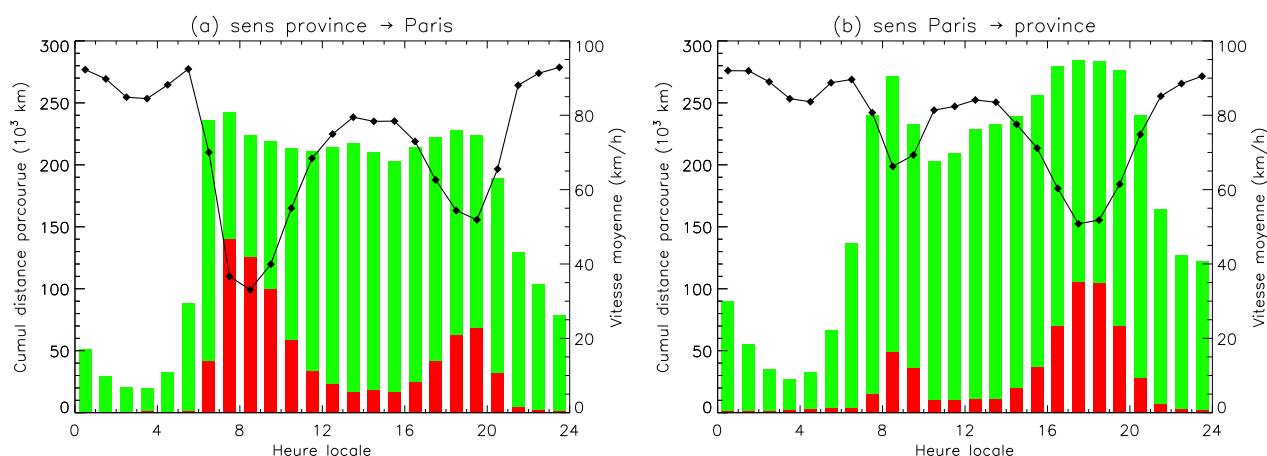 (a) sens province → Paris
300
250
200
150
100
50
0
Cumul distance parcourue (10³ km)
100
80
60
40
20
0
Vitesse moyenne (km/h)
0 4 8 12 16 20 24
Heure locale
(b) sens Paris → province
300
250
200
150
100
50
0
Cumul distance parcourue (10³ km)
100
80
60
40
20
0
Vitesse moyenne (km/h)
0 4 8 12 16 20 24
Heure locale